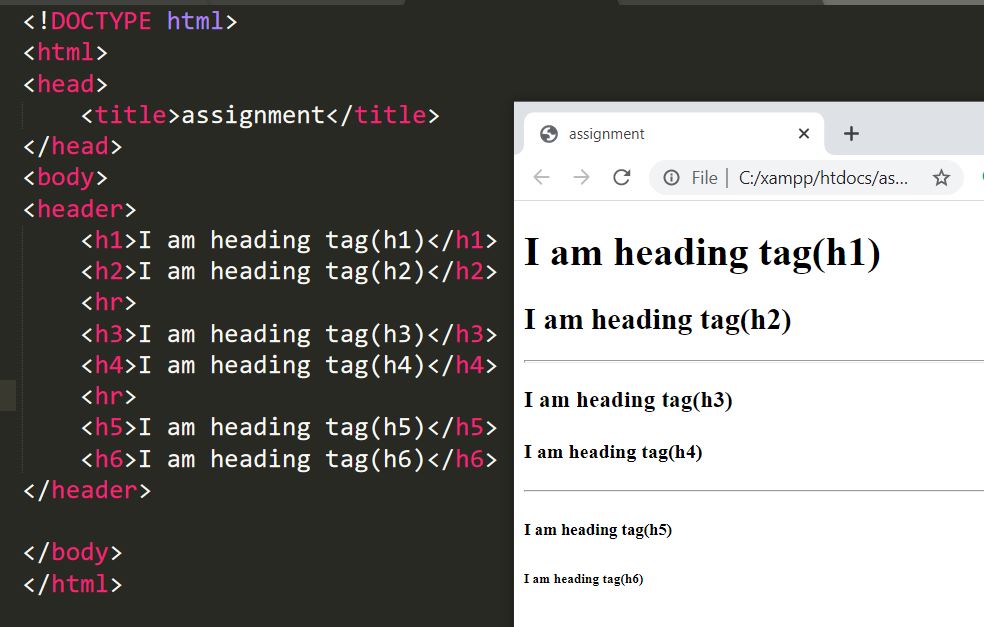 <!DOCTYPE html>
<html>
<head>
    <title>assignment</title>
</head>
<body>
<header>
    <h1>I am heading tag(h1)</h1>
    <h2>I am heading tag(h2)</h2>
    <hr>
    <h3>I am heading tag(h3)</h3>
    <h4>I am heading tag(h4)</h4>
    <hr>
    <h5>I am heading tag(h5)</h5>
    <h6>I am heading tag(h6)</h6>
</header>
</body>
</html>
assignment
File | C:/xampp/htdocs/as...
I am heading tag(h1)
I am heading tag(h2)
I am heading tag(h3)
I am heading tag(h4)
I am heading tag(h5)
I am heading tag(h6)